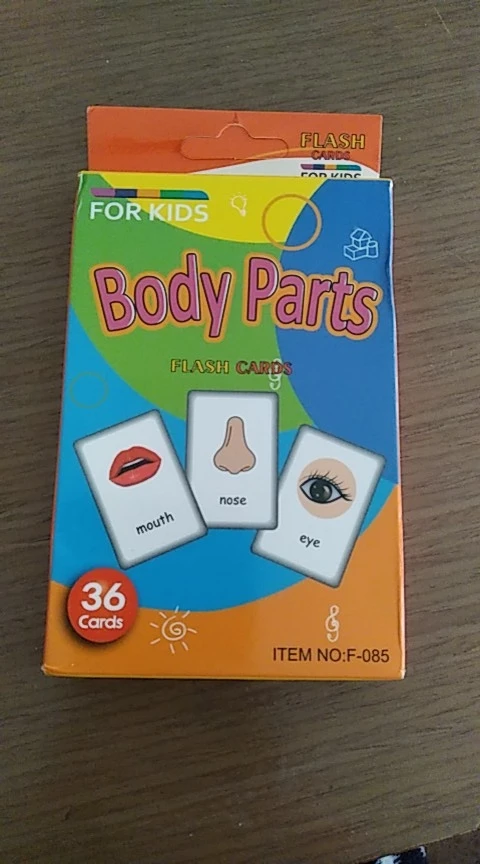 FLASH
CARDS
FOR KIDS
FOR KIDS
Body Parts
FLASH CARDS
mouth
nose
eye
36
Cards
ITEM NO:F-085